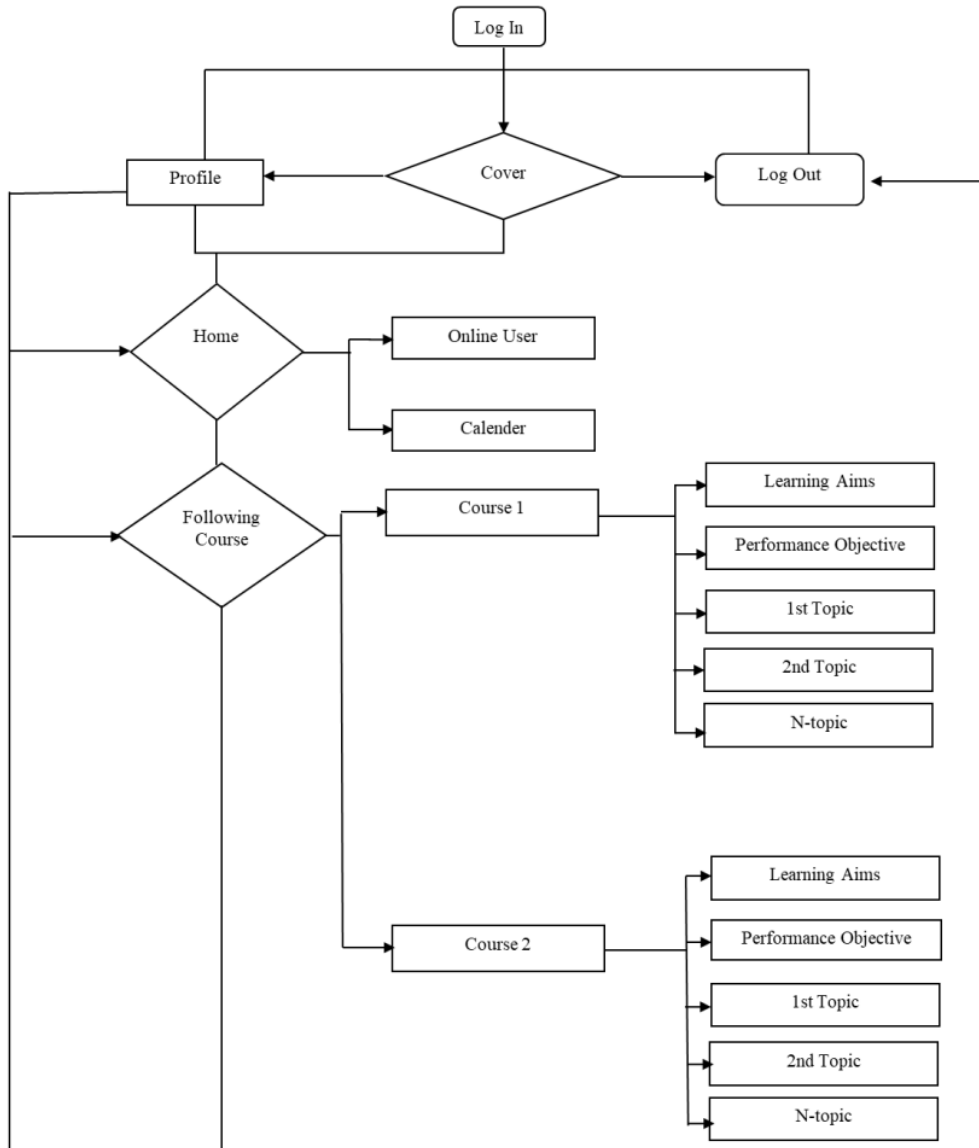 Log In
Profile
Cover
Log Out
Home
Online User
Calender
Following
Course
Course 1
Learning Aims
Performance Objective
1st Topic
2nd Topic
N-topic
Course 2
Learning Aims
Performance Objective
1st Topic
2nd Topic
N-topic